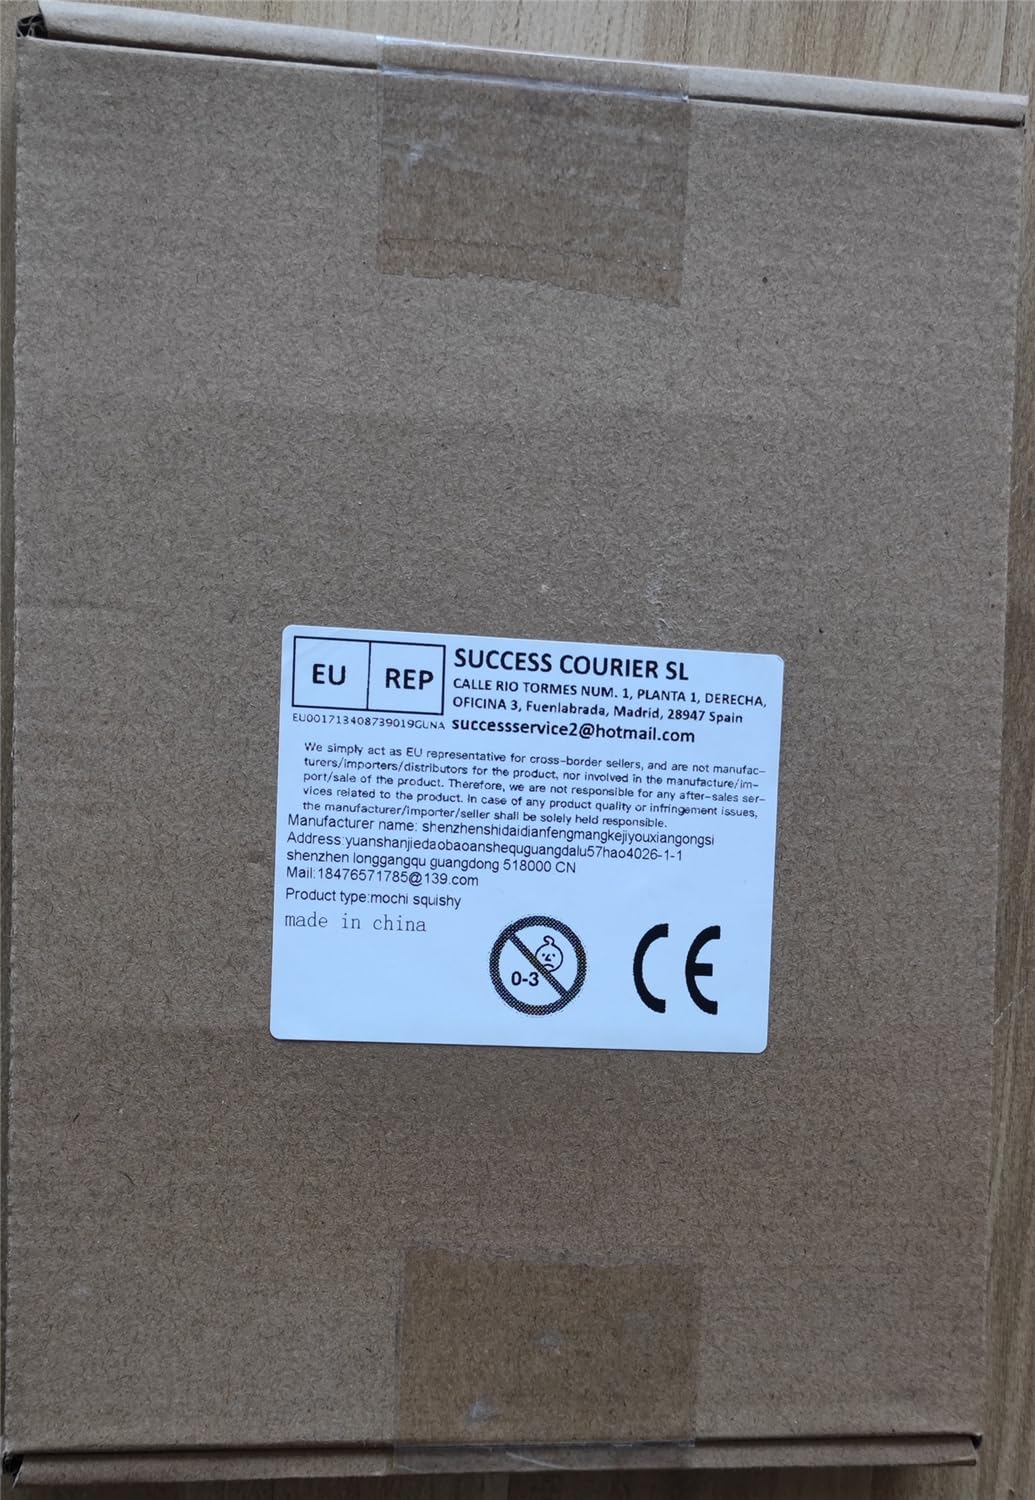 EU REP
SUCCESS COURIER SL
CALLE RIO TORMES NUM. 1, PLANTA 1, DERECHA,
OFICINA 3, Fuenlabrada, Madrid, 28947 Spain
EU001713408739019GUNA successservice2@hotmail.com
We simply act as EU representative for cross-border sellers, and are not manufac-
turers/importers/distributors for the product, nor involved in the manufacture/im-
port/sale of the product. Therefore, we are not responsible for any after-sales ser-
vices related to the product. In case of any product quality or infringement issues,
the manufacturer/importer/seller shall be solely held responsible.
Manufacturer name: shenzhenshidaidianfengmangkejiyouxiangongsi
Address:yuanshanjiedaobaoanshequguangdalu57hao4026-1-1
shenzhen longgangqu guangdong 518000 CN
Mail:18476571785@139.com
Product type:mochi squishy
made in china
0-3
CE